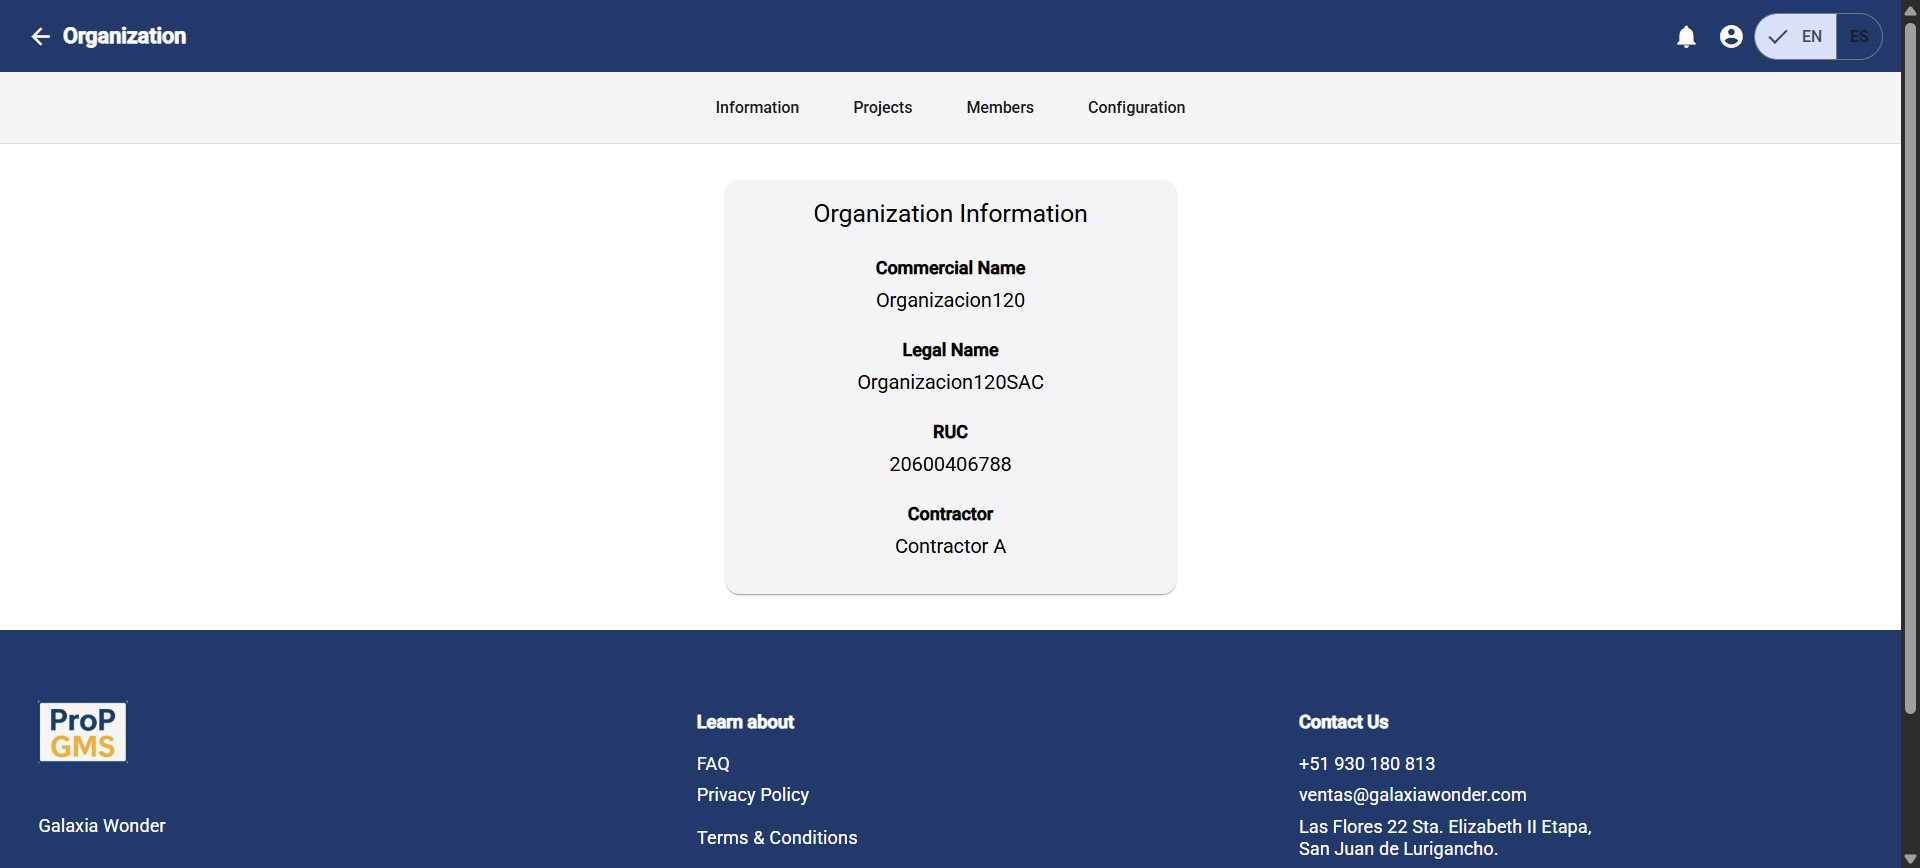 Organization
EN
ES
Information
Projects
Members
Configuration
Organization Information
Commercial Name
Organizacion120
Legal Name
Organizacion120SAC
RUC
20600406788
Contractor
Contractor A
ProP
GMS
Galaxia Wonder
Learn about
FAQ
Privacy Policy
Terms & Conditions
Contact Us
+51 930 180 813
ventas@galaxiawonder.com
Las Flores 22 Sta. Elizabeth II Etapa,
San Juan de Lurigancho.